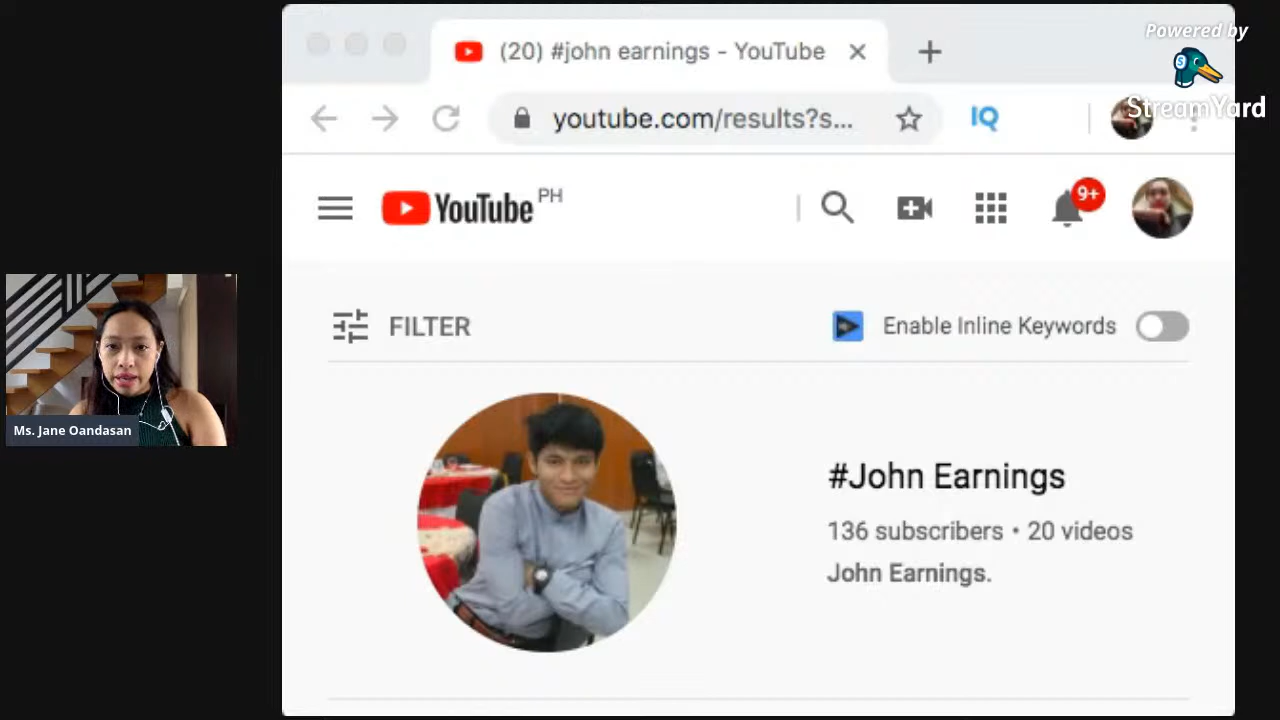 Powered by
StreamYard
(20) #john earnings - YouTube
youtube.com/results?s...
IQ
YouTube PH
9+
FILTER
Enable Inline Keywords
#John Earnings
136 subscribers • 20 videos
John Earnings.
Ms. Jane Oandasan